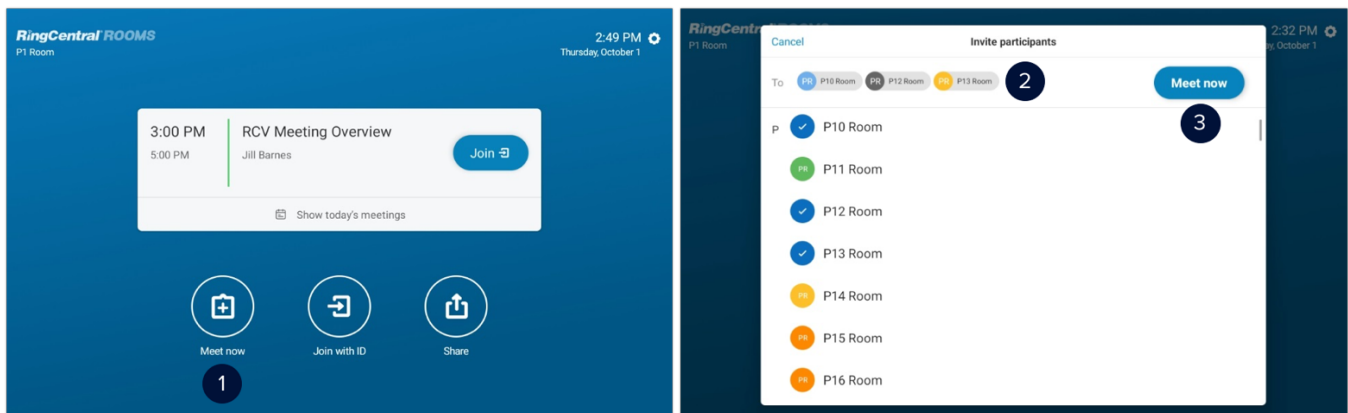 RingCentral ROOMS
P1 Room
2:49 PM
Thursday, October 1
3:00 PM
RCV Meeting Overview
5:00 PM
Jill Barnes
Join
Show today's meetings
Meet now
Join with ID
Share
1
RingCentr
P1 Room
2:32 PM
October 1
Cancel
Invite participants
To
PR P10 Room
PR P12 Room
PR P13 Room
2
Meet now
3
P
P10 Room
PR P11 Room
P12 Room
P13 Room
PR P14 Room
PR P15 Room
PR P16 Room